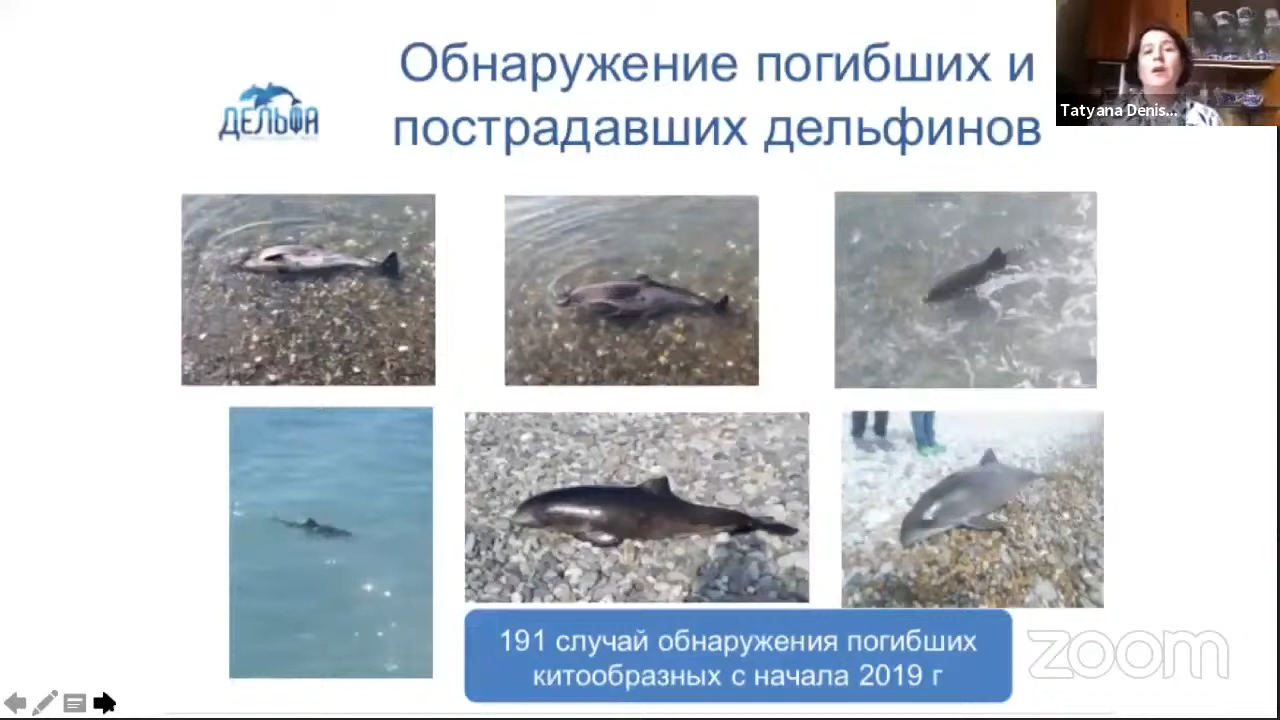 Обнаружение погибших и
пострадавших дельфинов
ДЕЛЬФА
Tatyana Denis...
191 случай обнаружения погибших
китообразных с начала 2019 г
zoom